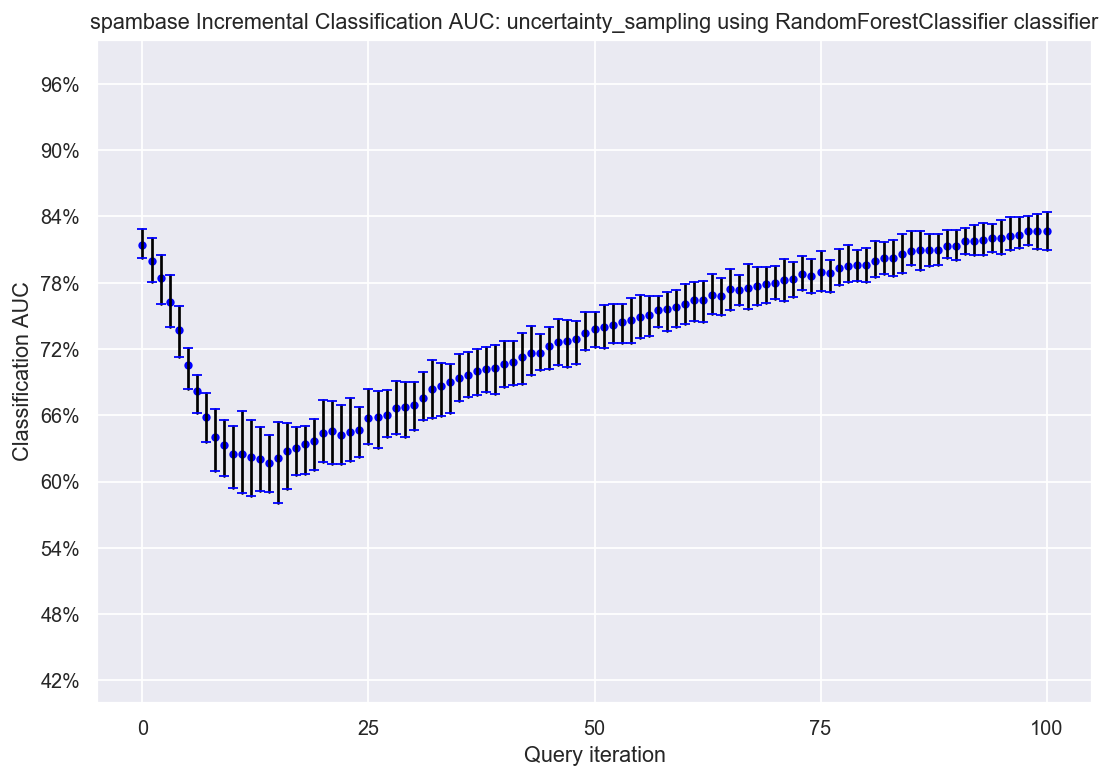 spambase Incremental Classification AUC: uncertainty_sampling using RandomForestClassifier classifier
96%
90%
84%
78%
72%
66%
60%
54%
48%
42%
Classification AUC
0 25 50 75 100
Query iteration